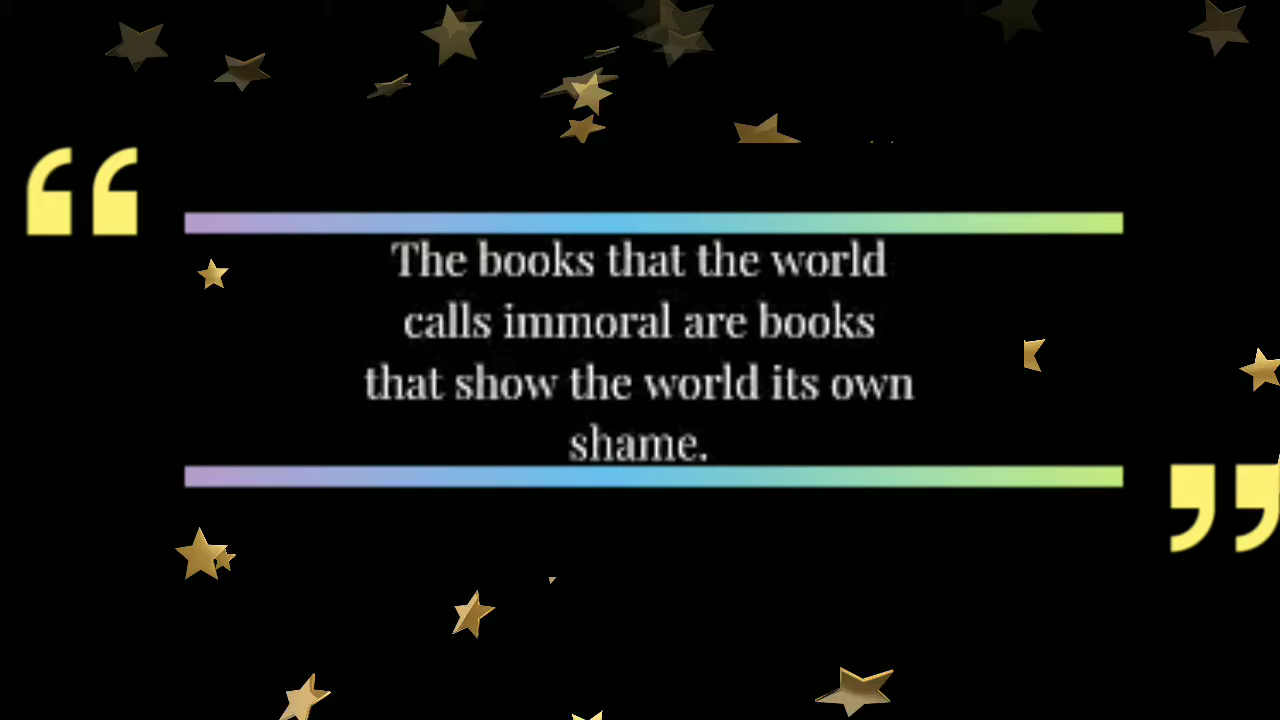 “
The books that the world
calls immoral are books
that show the world its own
shame.
”